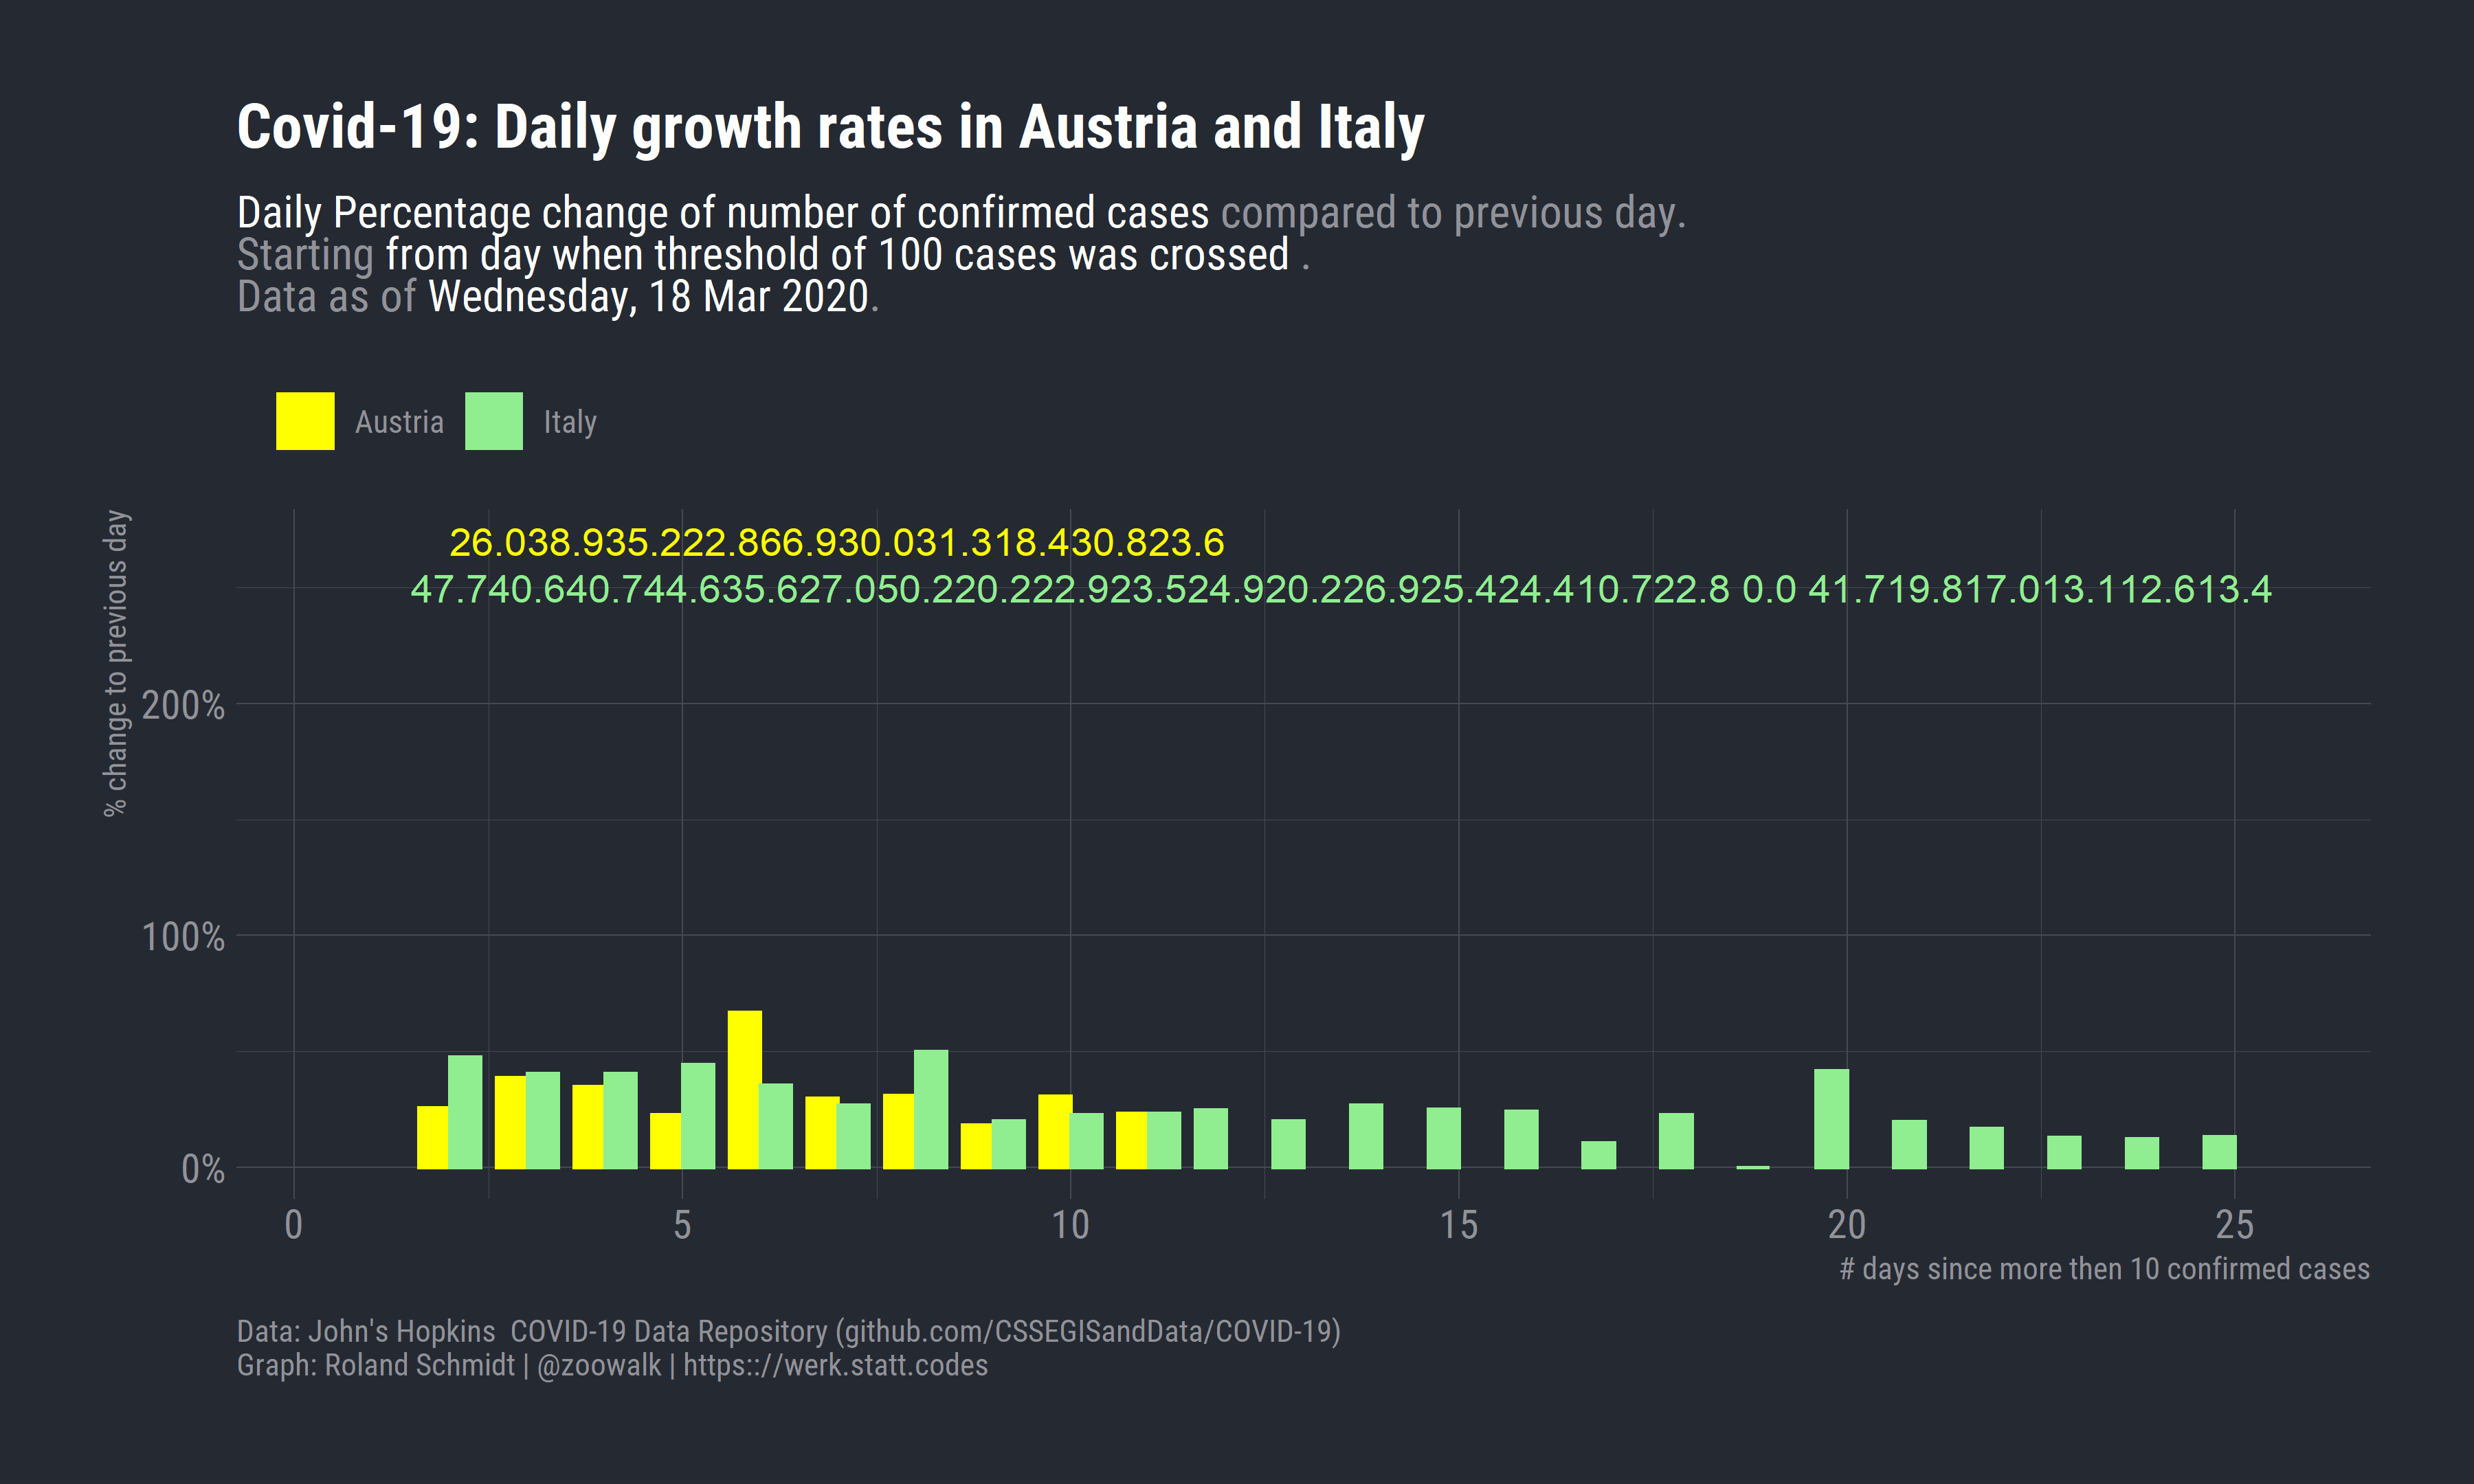 Covid-19: Daily growth rates in Austria and Italy
Daily Percentage change of number of confirmed cases compared to previous day.
Starting from day when threshold of 100 cases was crossed .
Data as of Wednesday, 18 Mar 2020.
Austria Italy
% change to previous day
26.038.935.222.866.930.031.318.430.823.6
47.740.640.744.635.627.050.220.222.923.524.920.226.925.424.410.722.8 0.0 41.719.817.013.112.613.4
200%
100%
0%
0 5 10 15 20 25
# days since more then 10 confirmed cases
Data: John's Hopkins  COVID-19 Data Repository (github.com/CSSEGISandData/COVID-19)
Graph: Roland Schmidt | @zoowalk | https:://werk.statt.codes